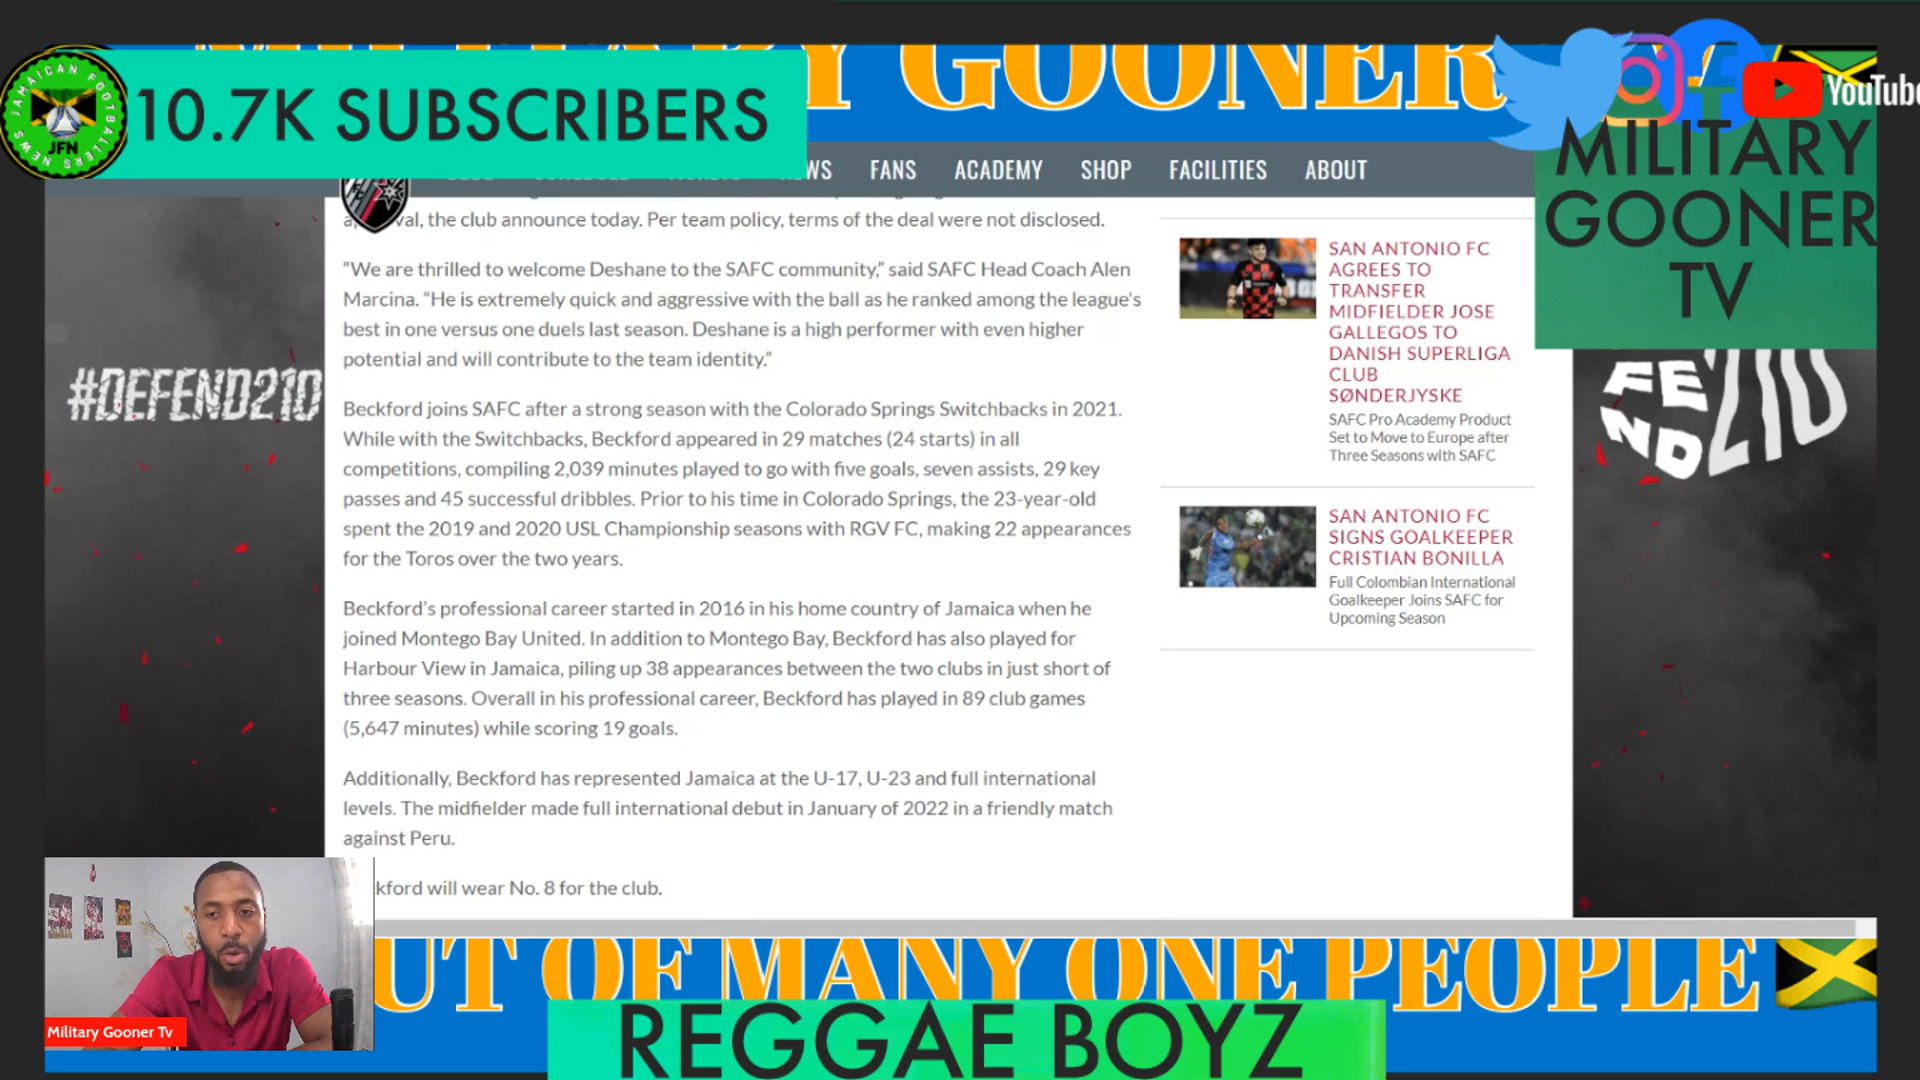 GOONER
10.7K SUBSCRIBERS
JAMAICAN FOOTBALLERS NEWS
JFN
YouTube
MILITARY
GOONER
TV
FANS ACADEMY SHOP FACILITIES ABOUT
the club announce today. Per team policy, terms of the deal were not disclosed.
“We are thrilled to welcome Deshane to the SAFC community,” said SAFC Head Coach Alen
Marcina. “He is extremely quick and aggressive with the ball as he ranked among the league's
best in one versus one duels last season. Deshane is a high performer with even higher
potential and will contribute to the team identity.”
Beckford joins SAFC after a strong season with the Colorado Springs Switchbacks in 2021.
While with the Switchbacks, Beckford appeared in 29 matches (24 starts) in all
competitions, compiling 2,039 minutes played to go with five goals, seven assists, 29 key
passes and 45 successful dribbles. Prior to his time in Colorado Springs, the 23-year-old
spent the 2019 and 2020 USL Championship seasons with RGV FC, making 22 appearances
for the Toros over the two years.
Beckford’s professional career started in 2016 in his home country of Jamaica when he
joined Montego Bay United. In addition to Montego Bay, Beckford has also played for
Harbour View in Jamaica, piling up 38 appearances between the two clubs in just short of
three seasons. Overall in his professional career, Beckford has played in 89 club games
(5,647 minutes) while scoring 19 goals.
Additionally, Beckford has represented Jamaica at the U-17, U-23 and full international
levels. The midfielder made full international debut in January of 2022 in a friendly match
against Peru.
kford will wear No. 8 for the club.
SAN ANTONIO FC
AGREES TO
TRANSFER
MIDFIELDER JOSE
GALLEGOS TO
DANISH SUPERLIGA
CLUB
SØNDERJYSKE
SAFC Pro Academy Product
Set to Move to Europe after
Three Seasons with SAFC
SAN ANTONIO FC
SIGNS GOALKEEPER
CRISTIAN BONILLA
Full Colombian International
Goalkeeper Joins SAFC for
Upcoming Season
#DEFEND210
FE
ND 210
Military Gooner Tv
UT OF MANY ONE PEOPLE
REGGAE BOYZ